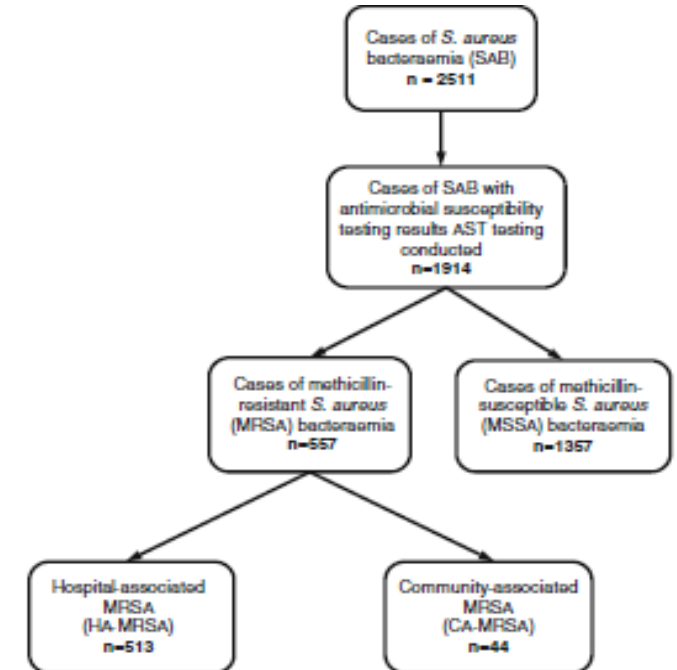 Cases of S. aureus
bacteraemia (SAB)
n = 2511
Cases of SAB with
antimicrobial susceptibility
testing results AST testing
conducted
n=1914
Cases of methicillin-
resistant S. aureus
(MRSA) bacteraemia
n=557
Cases of methicillin-
susceptible S. aureus
(MSSA) bacteraemia
n=1357
Hospital-associated
MRSA
(HA-MRSA)
n=513
Community-associated
MRSA
(CA-MRSA)
n=44